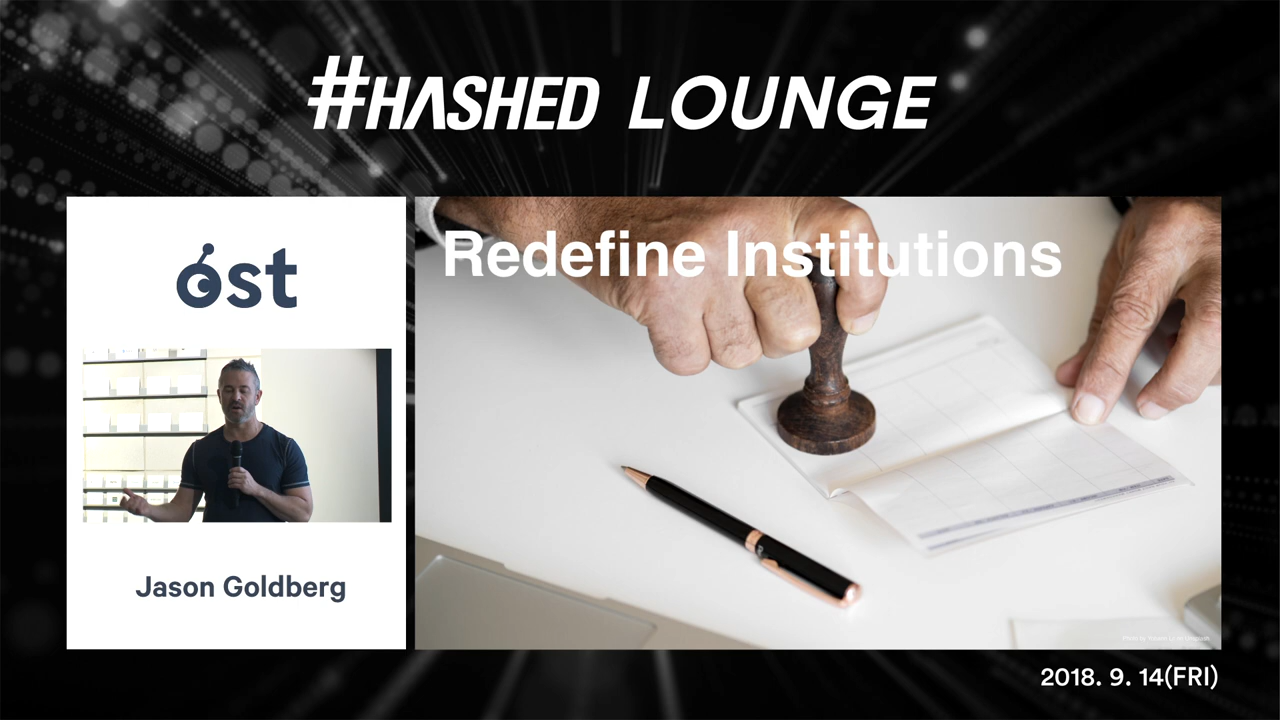 #HASHED LOUNGE
ost
Redefine Institutions
Jason Goldberg
2018. 9. 14(FRI)